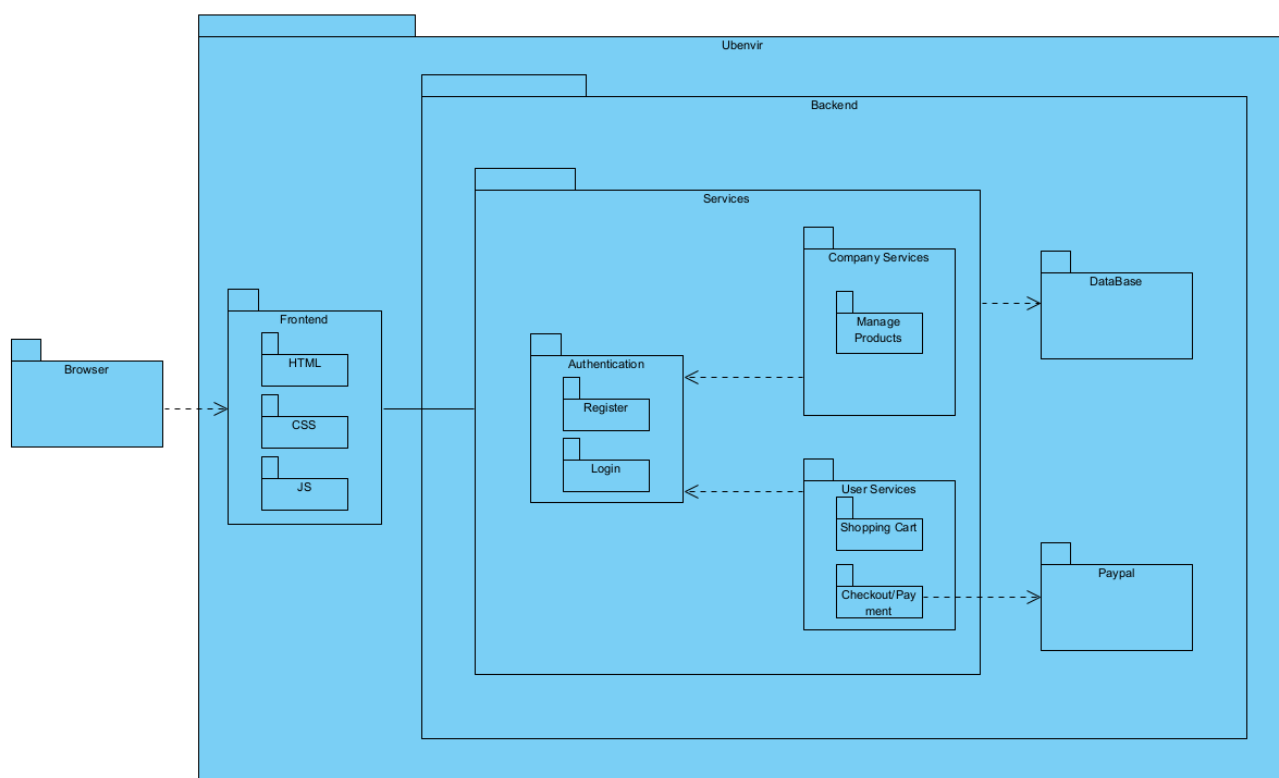 Ubenvir
Backend
Services
Company Services
Manage
Products
DataBase
Frontend
HTML
CSS
JS
Browser
Authentication
Register
Login
User Services
Shopping Cart
Checkout/Pay
ment
Paypal